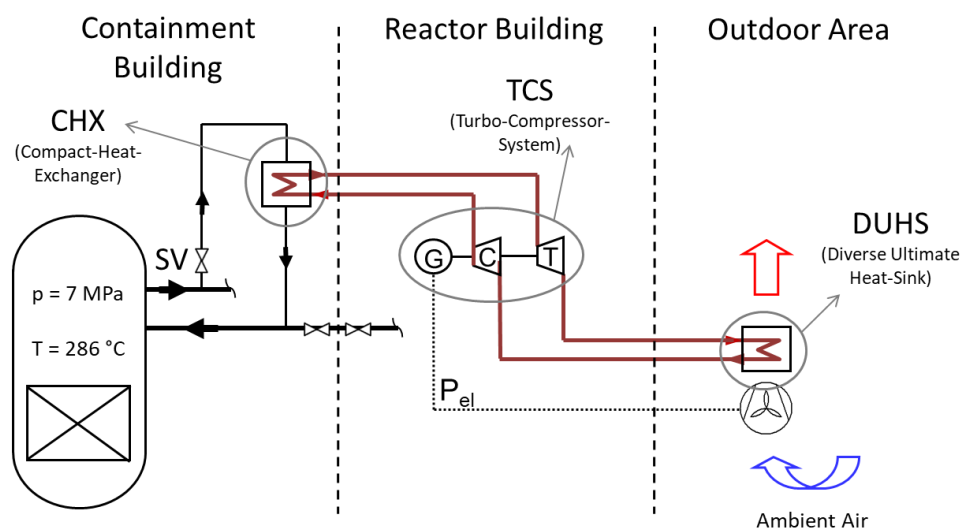 Containment
Building
Reactor Building
Outdoor Area
CHX
(Compact-Heat-
Exchanger)
TCS
(Turbo-Compressor-
System)
DUHS
(Diverse Ultimate
Heat-Sink)
SV
G
C
T
p = 7 MPa
T = 286 °C
Pel
Ambient Air